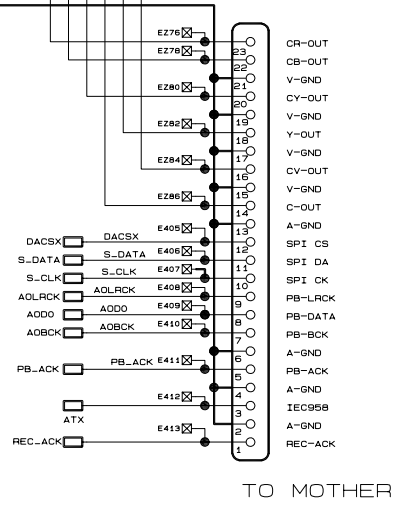 EZ76 23 CR-OUT
EZ78 22 CB-OUT
21 V-GND
EZ80 20 CY-OUT
19 V-GND
EZ82 18 Y-OUT
17 V-GND
EZ84 16 CV-OUT
15 V-GND
EZ86 14 C-OUT
13 A-GND
DACSX DACSX E405 12 SPI CS
S_DATA S_DATA E406 11 SPI DA
S_CLK S_CLK E407 10 SPI CK
AOLRCK AOLRCK E408 9 PB-LRCK
AODO AODO E409 8 PB-DATA
AOBCK AOBCK E410 7 PB-BCK
6 A-GND
PB_ACK PB_ACK E411 5 PB-ACK
4 A-GND
ATX E412 3 IEC958
2 A-GND
REC_ACK E413 1 REC-ACK
TO MOTHER